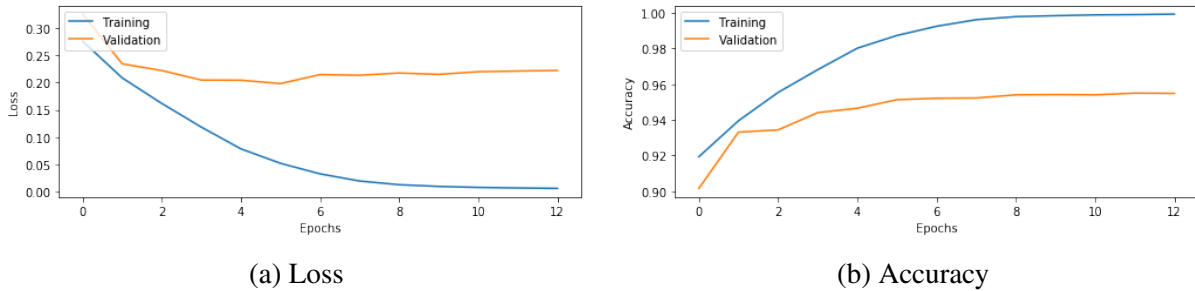 Training
Validation
Loss
0.30
0.25
0.20
0.15
0.10
0.05
0.00
0 2 4 6 8 10 12
Epochs
(a) Loss
Training
Validation
Accuracy
1.00
0.98
0.96
0.94
0.92
0.90
0 2 4 6 8 10 12
Epochs
(b) Accuracy